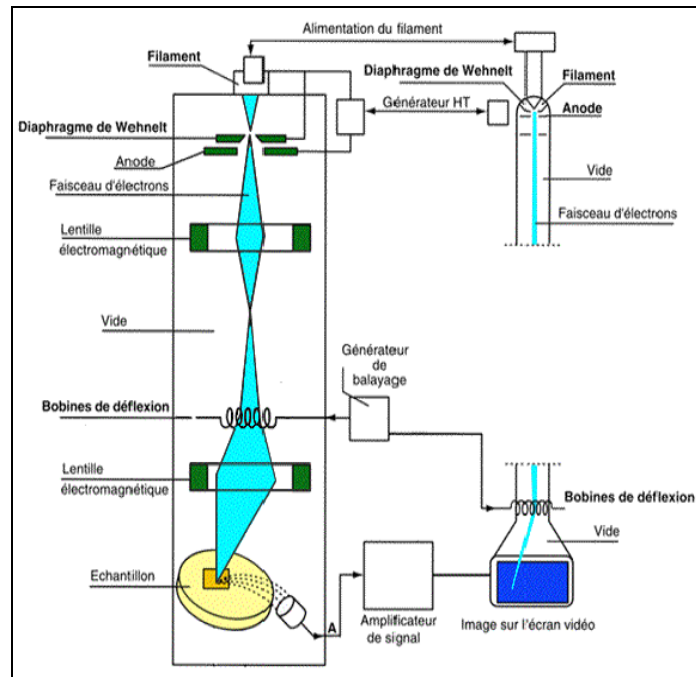 Alimentation du filament
Filament
Diaphragme de Wehnelt
Filament
Diaphragme de Wehnelt
Générateur HT
Anode
Anode
Vide
Faisceau d'électrons
Faisceau d'électrons
Lentille
électromagnétique
Vide
Générateur
de
balayage
Bobines de déflexion
Lentille
électromagnétique
Bobines de déflexion
Vide
Echantillon
A
Amplificateur
de signal
Image sur l'écran vidéo